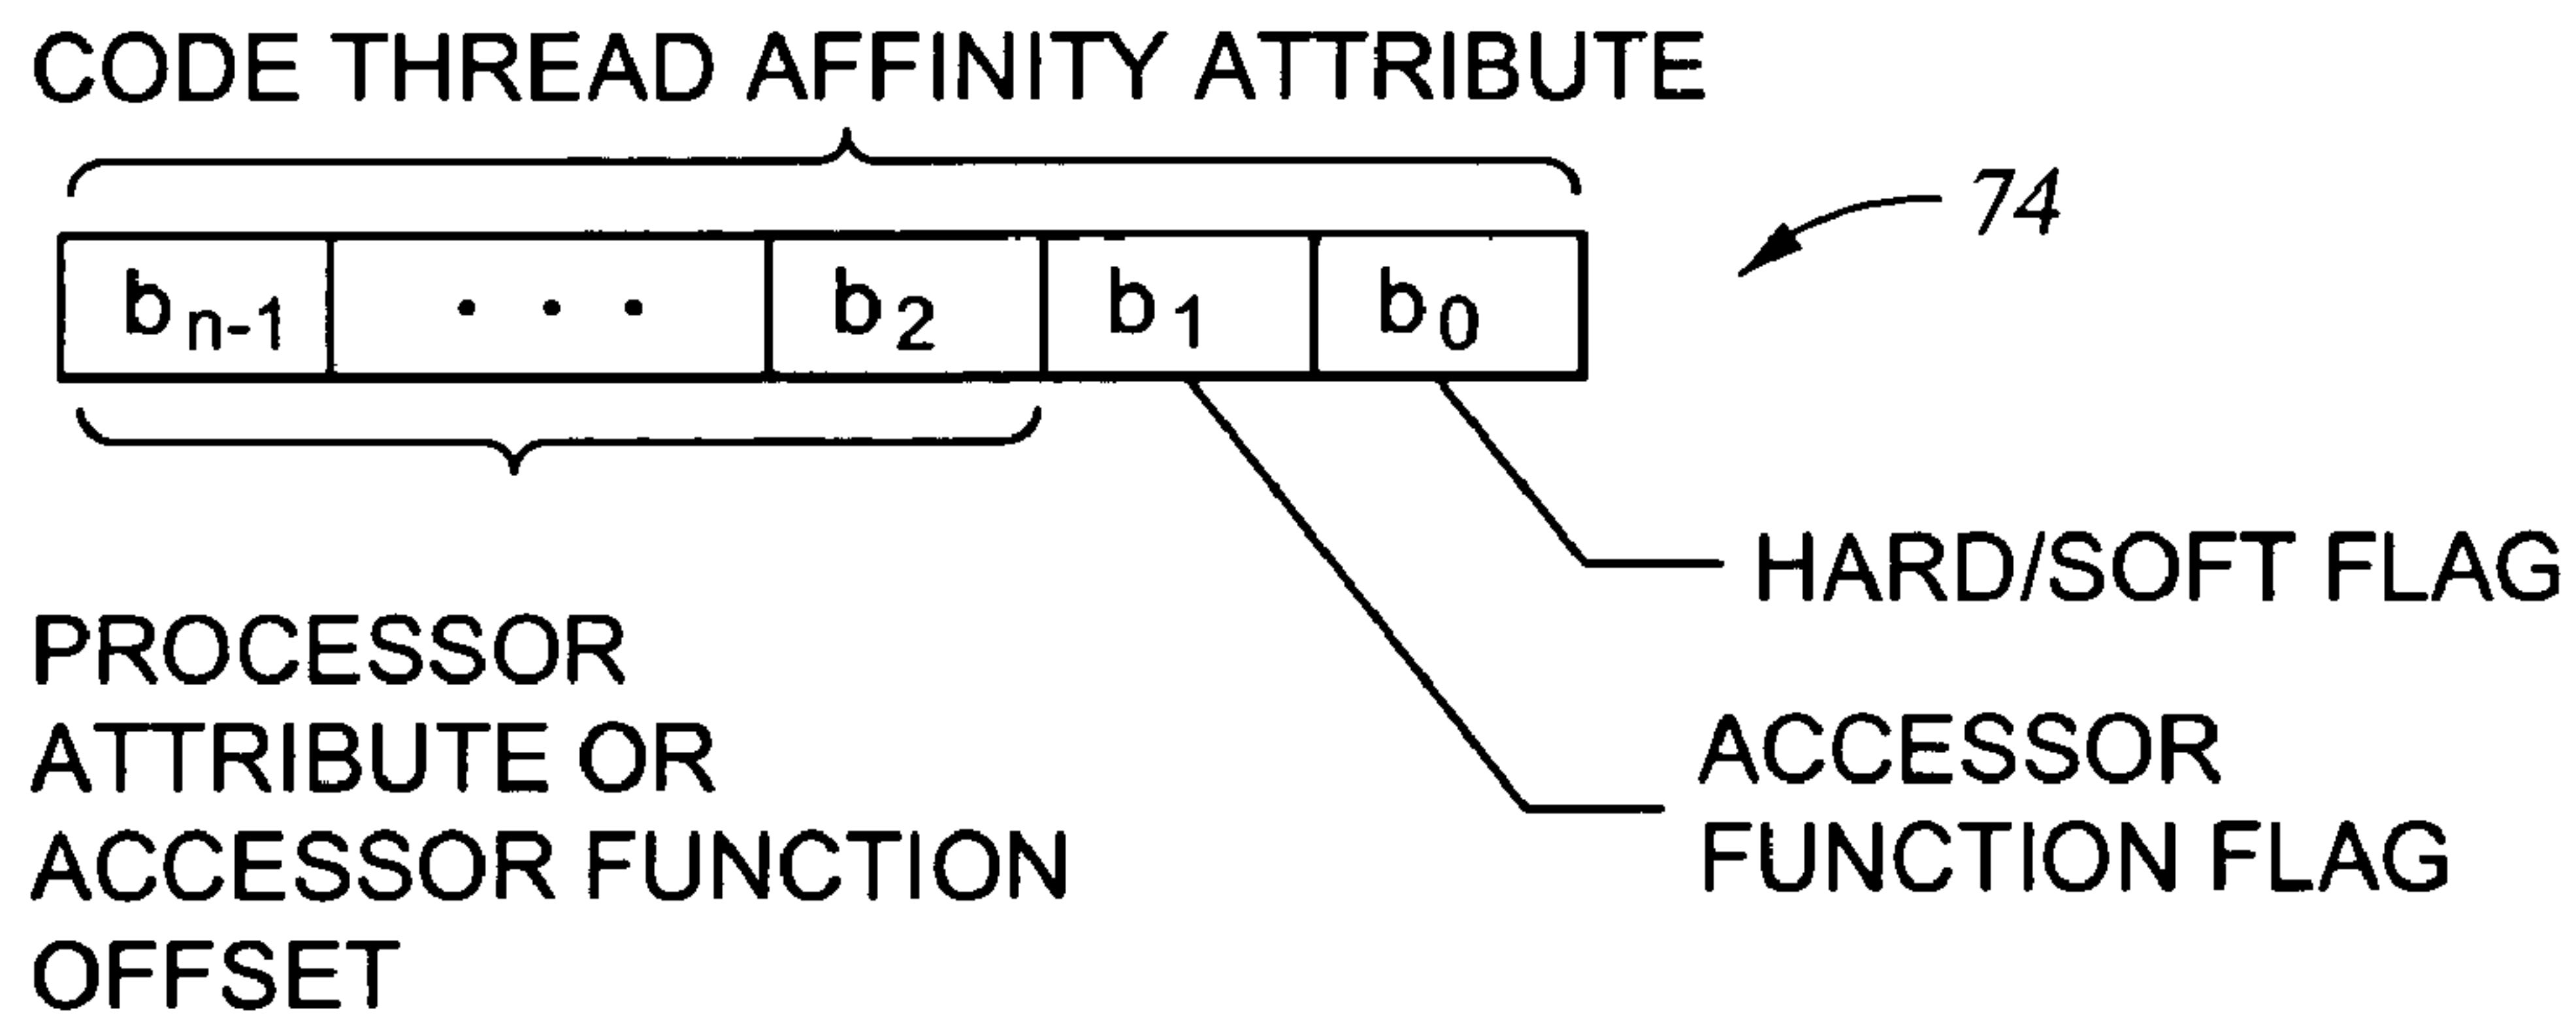 CODE THREAD AFFINITY ATTRIBUTE
74
bn-1 · · · b2 b1 b0
HARD/SOFT FLAG
PROCESSOR
ATTRIBUTE OR
ACCESSOR FUNCTION
OFFSET
ACCESSOR
FUNCTION FLAG